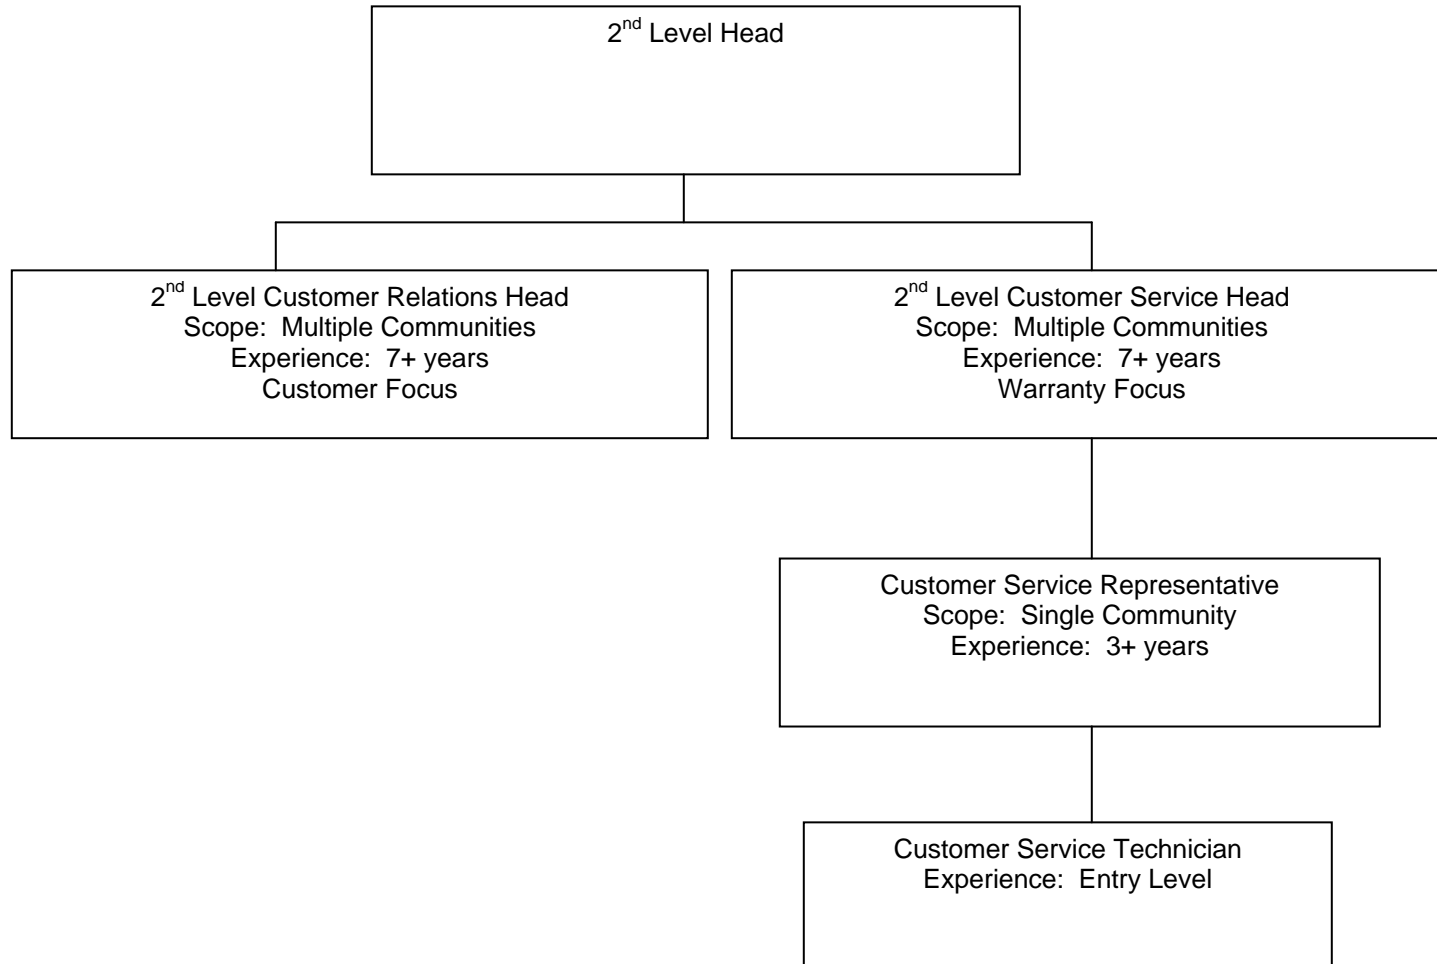 2nd Level Head
2nd Level Customer Relations Head
Scope: Multiple Communities
Experience: 7+ years
Customer Focus
2nd Level Customer Service Head
Scope: Multiple Communities
Experience: 7+ years
Warranty Focus
Customer Service Representative
Scope: Single Community
Experience: 3+ years
Customer Service Technician
Experience: Entry Level